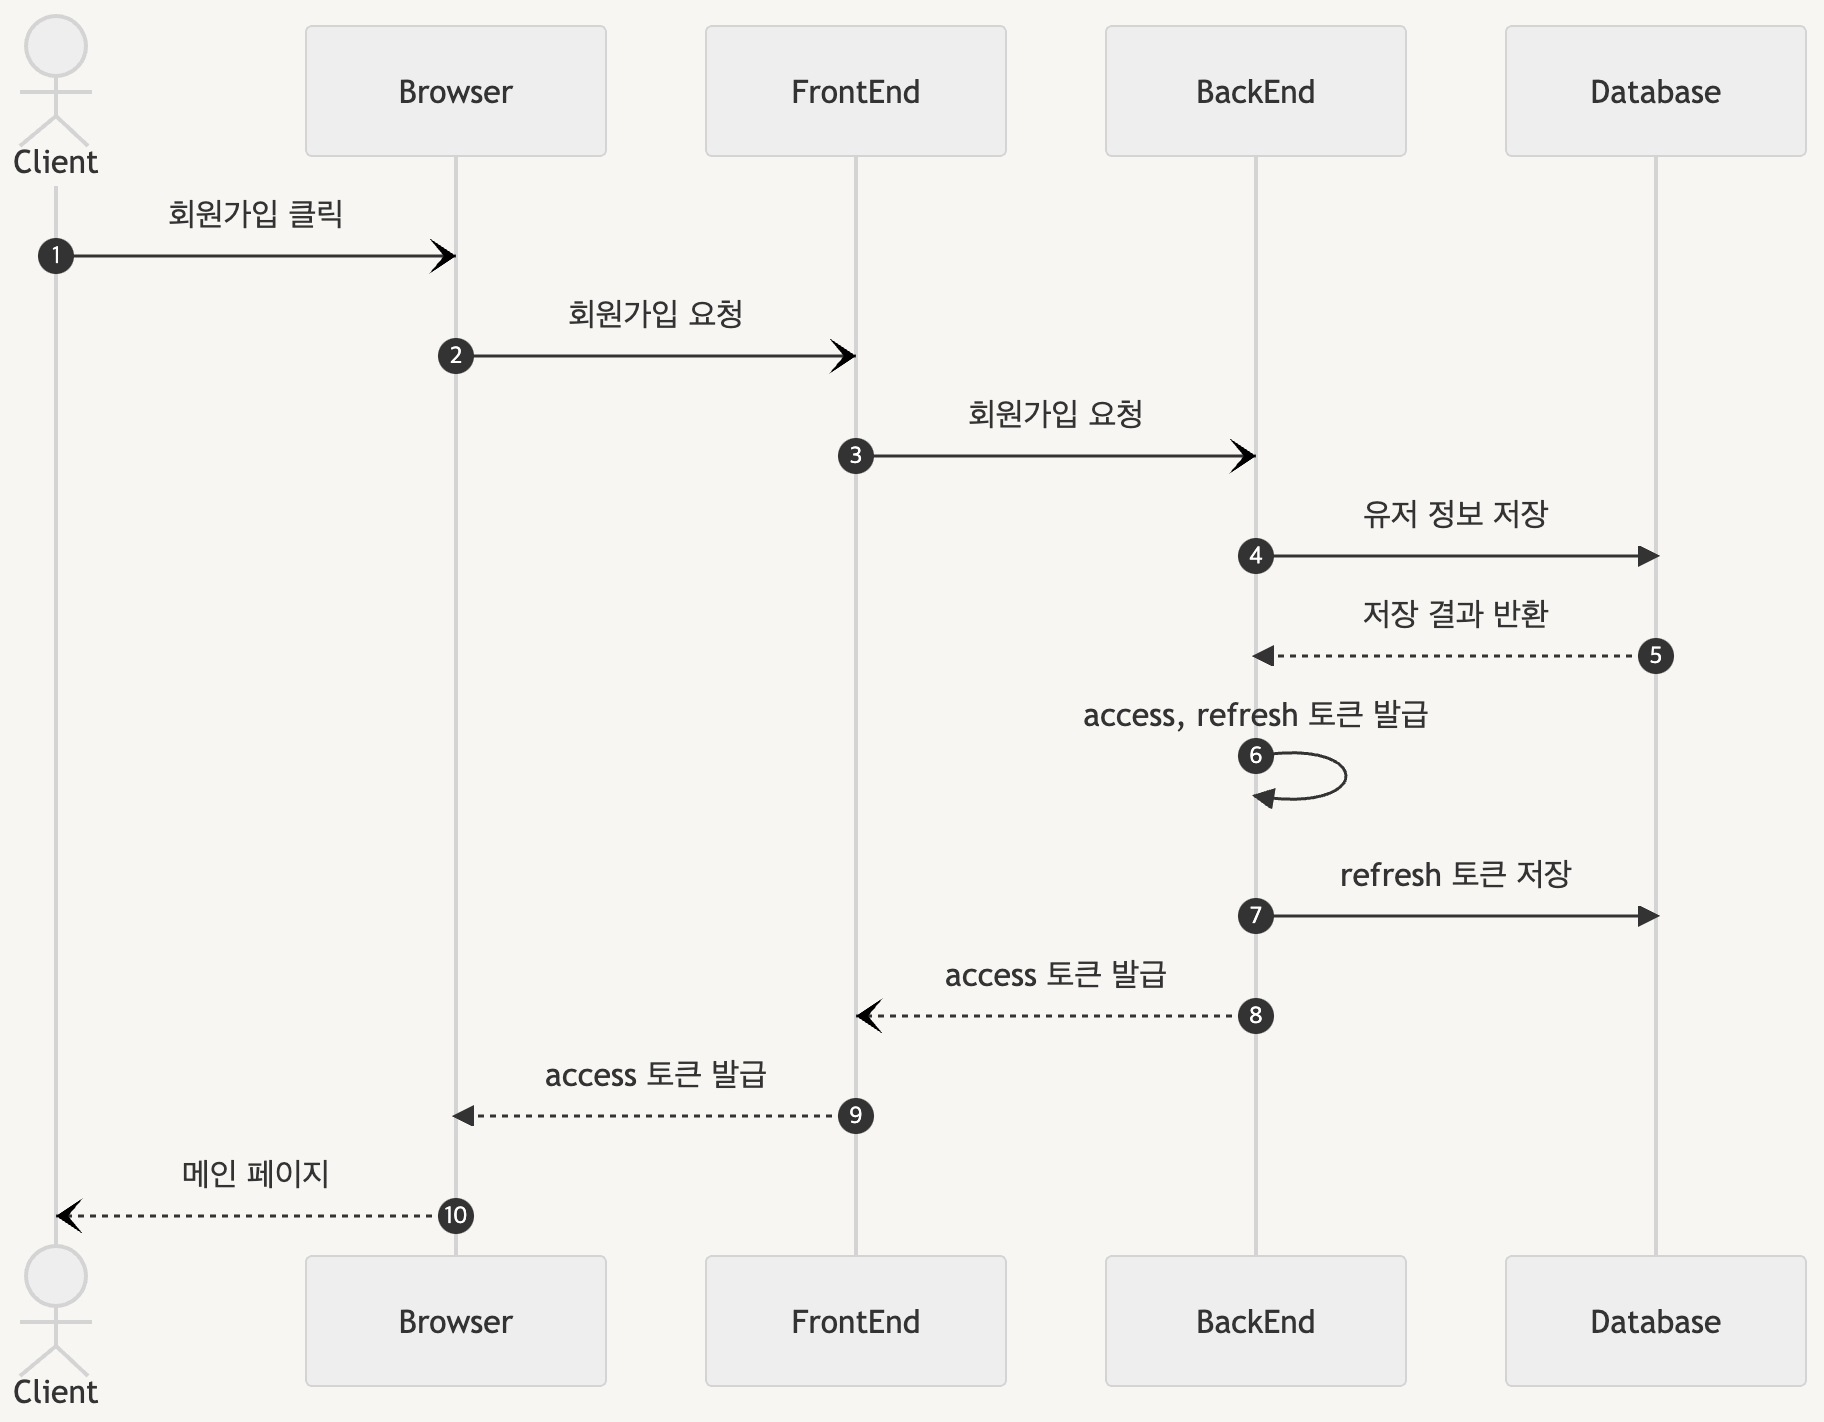 Client
Browser
FrontEnd
BackEnd
Database
회원가입 클릭
1
회원가입 요청
2
회원가입 요청
3
유저 정보 저장
4
저장 결과 반환
5
access, refresh 토큰 발급
6
refresh 토큰 저장
7
access 토큰 발급
8
access 토큰 발급
9
메인 페이지
10
Client
Browser
FrontEnd
BackEnd
Database